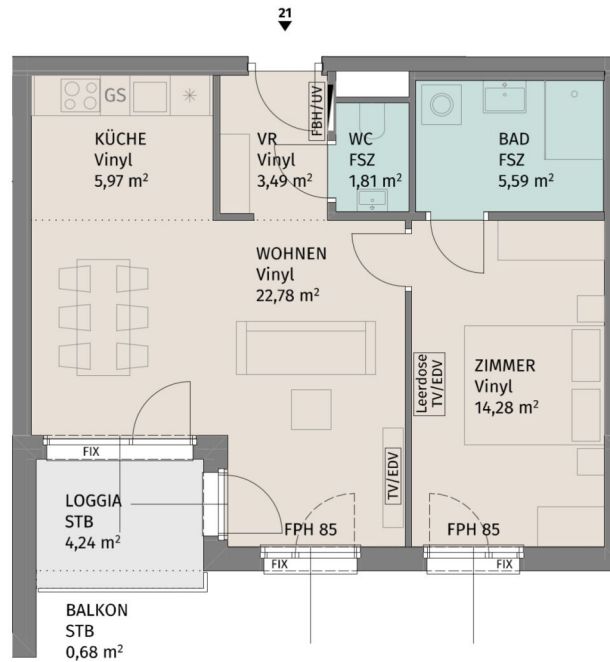 21
GS
*
KÜCHE
Vinyl
5,97 m²
VR
Vinyl
3,49 m²
FBH/UV
WC
FSZ
1,81 m²
BAD
FSZ
5,59 m²
WOHNEN
Vinyl
22,78 m²
ZIMMER
Vinyl
14,28 m²
Leerdose
TV/EDV
TV/EDV
FIX
LOGGIA
STB
4,24 m²
FPH 85
FPH 85
FIX
FIX
BALKON
STB
0,68 m²